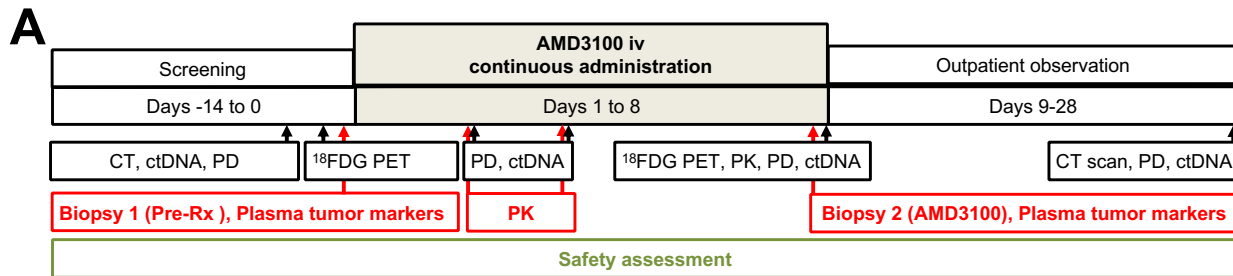 A
AMD3100 iv
continuous administration
Screening
Outpatient observation
Days -14 to 0
Days 1 to 8
Days 9-28
CT, ctDNA, PD
¹⁸FDG PET
PD, ctDNA
¹⁸FDG PET, PK, PD, ctDNA
CT scan, PD, ctDNA
Biopsy 1 (Pre-Rx ), Plasma tumor markers
PK
Biopsy 2 (AMD3100), Plasma tumor markers
Safety assessment